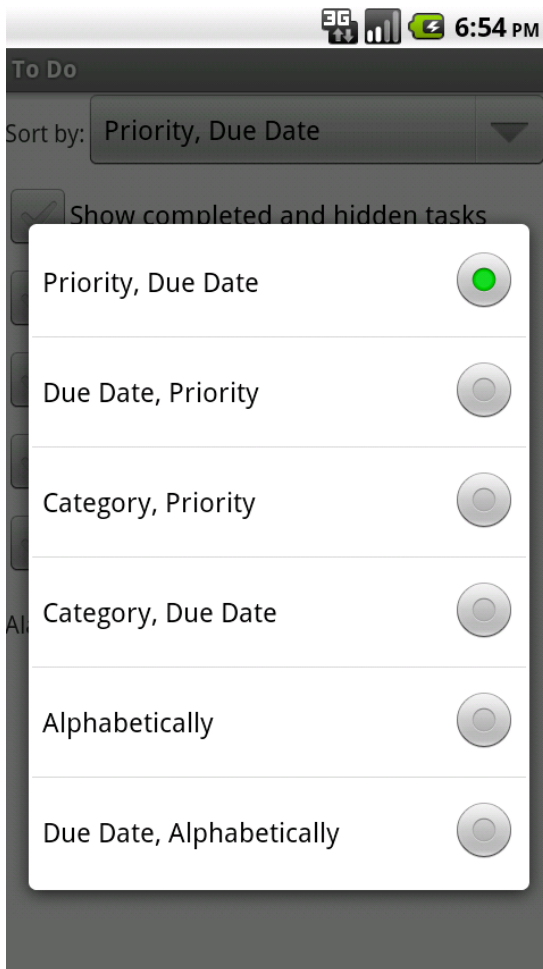 3G 6:54 PM
To Do
Sort by: Priority, Due Date
Show completed and hidden tasks
Priority, Due Date
Due Date, Priority
Category, Priority
Category, Due Date
Alphabetically
Due Date, Alphabetically